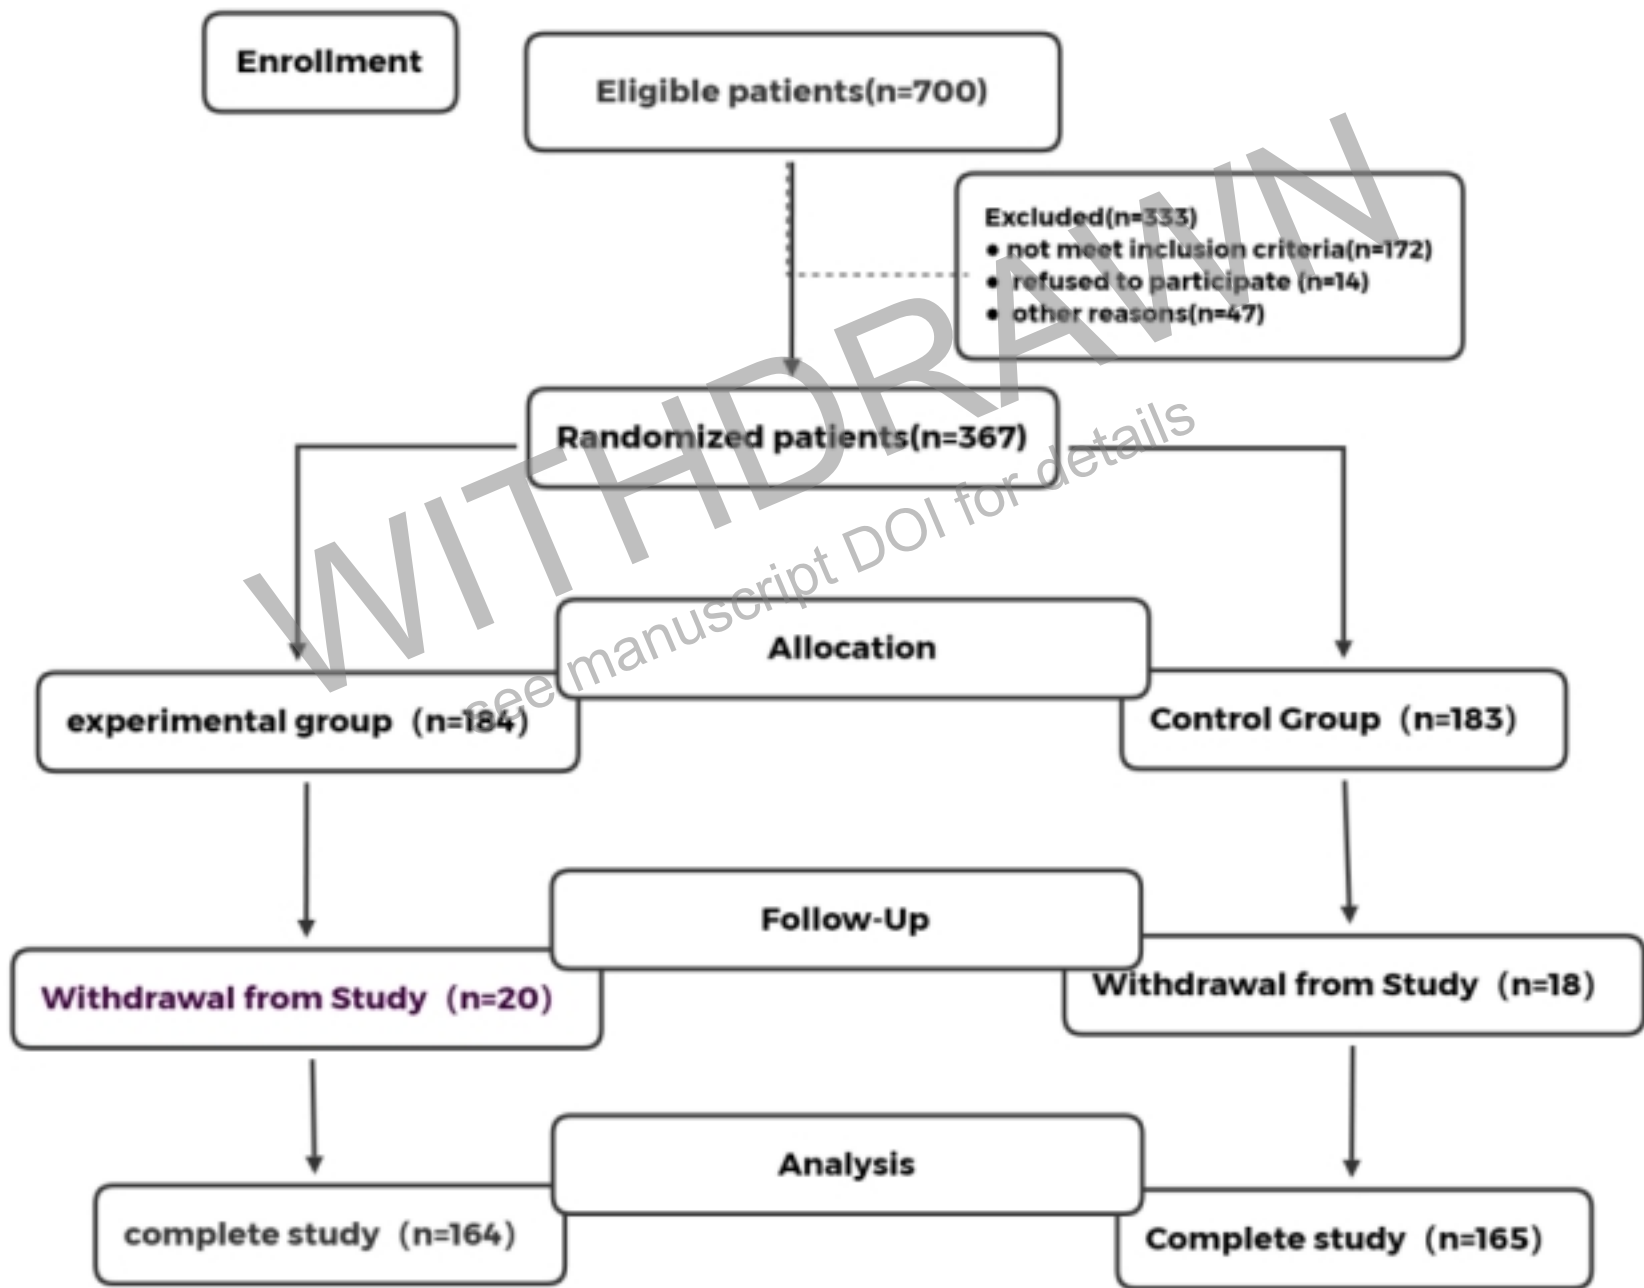 Enrollment
Eligible patients(n=700)
Excluded(n=333)
● not meet inclusion criteria(n=172)
● refused to participate (n=14)
● other reasons(n=47)
Randomized patients(n=367)
WITHDRAWN
see manuscript DOI for details
Allocation
experimental group（n=184）
Control Group（n=183）
Follow-Up
Withdrawal from Study（n=20）
Withdrawal from Study（n=18）
Analysis
complete study（n=164）
Complete study（n=165）